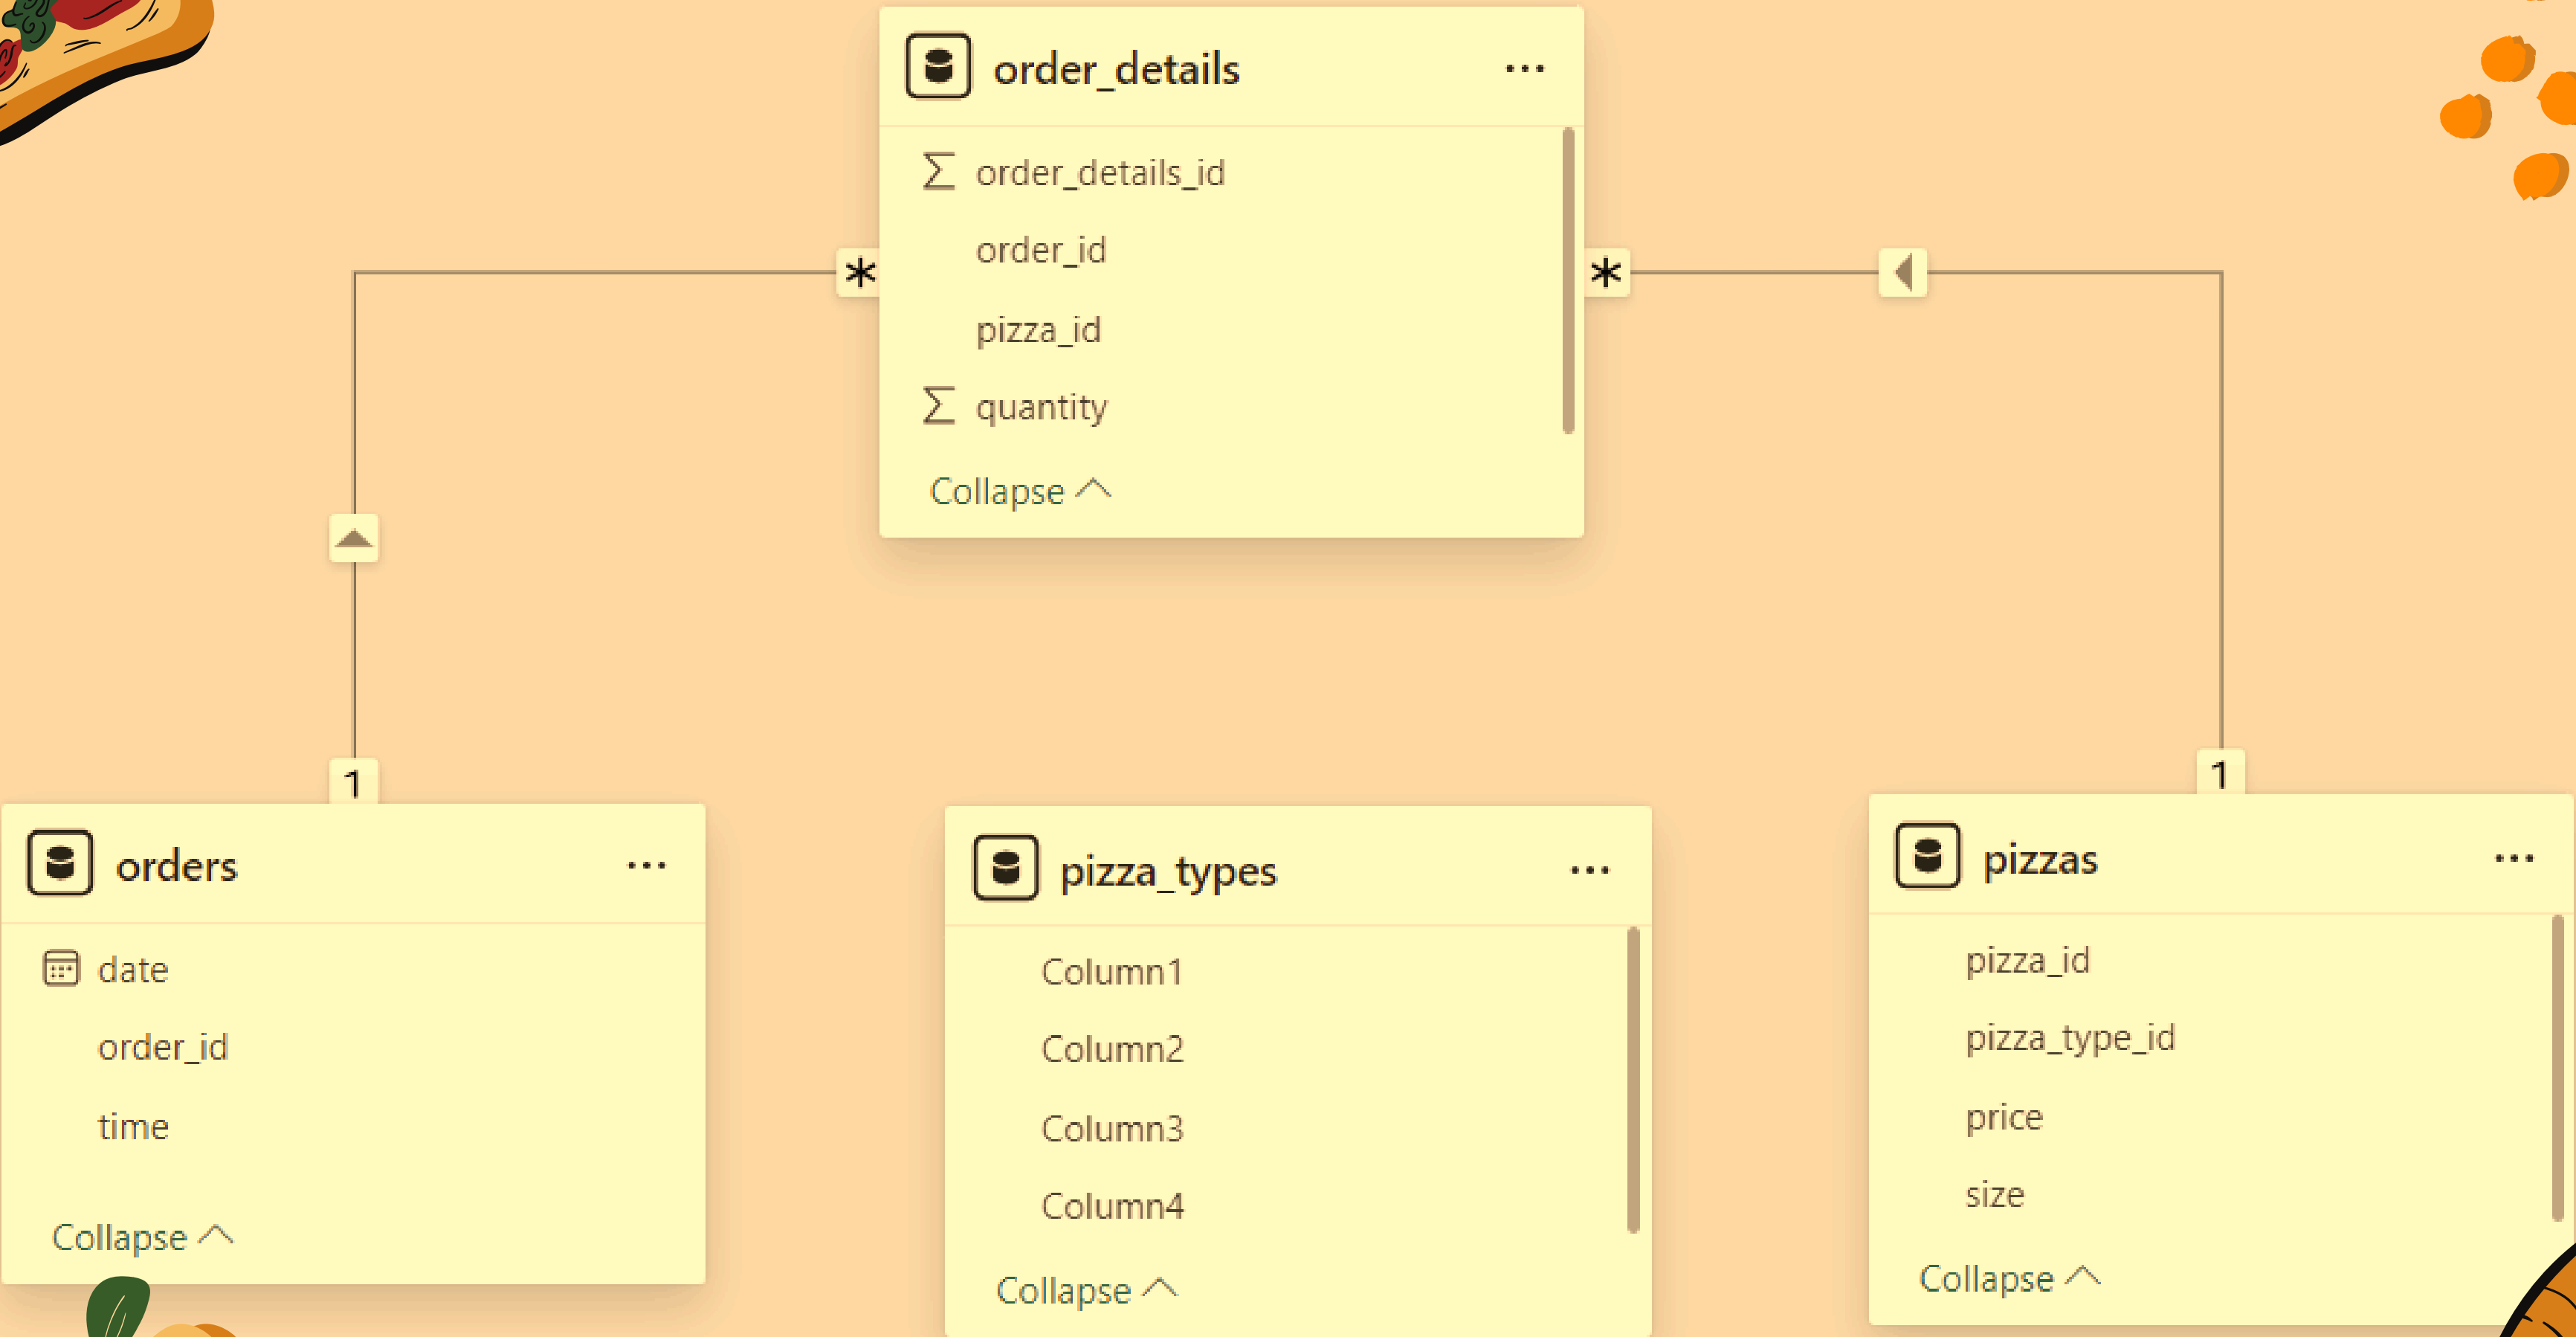 order_details
...
Σ order_details_id
order_id
pizza_id
Σ quantity
Collapse
*
*
1
1
orders
...
date
order_id
time
Collapse
pizza_types
...
Column1
Column2
Column3
Column4
Collapse
pizzas
...
pizza_id
pizza_type_id
price
size
Collapse